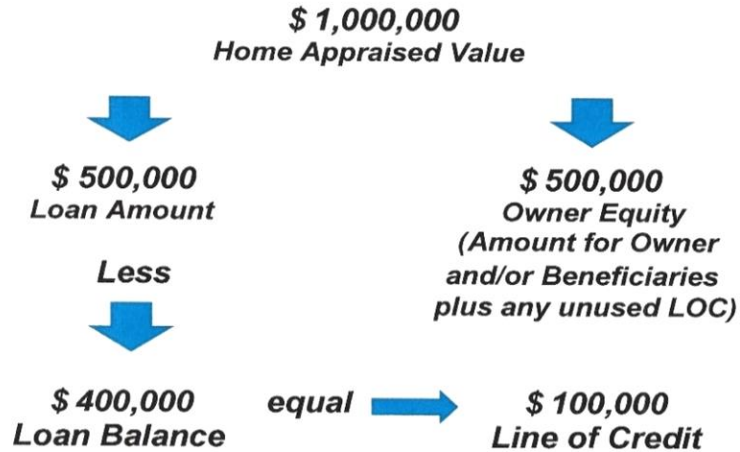 $ 1,000,000
Home Appraised Value
$ 500,000
Loan Amount
$ 500,000
Owner Equity
(Amount for Owner
and/or Beneficiaries
plus any unused LOC)
Less
$ 400,000
Loan Balance
equal
$ 100,000
Line of Credit